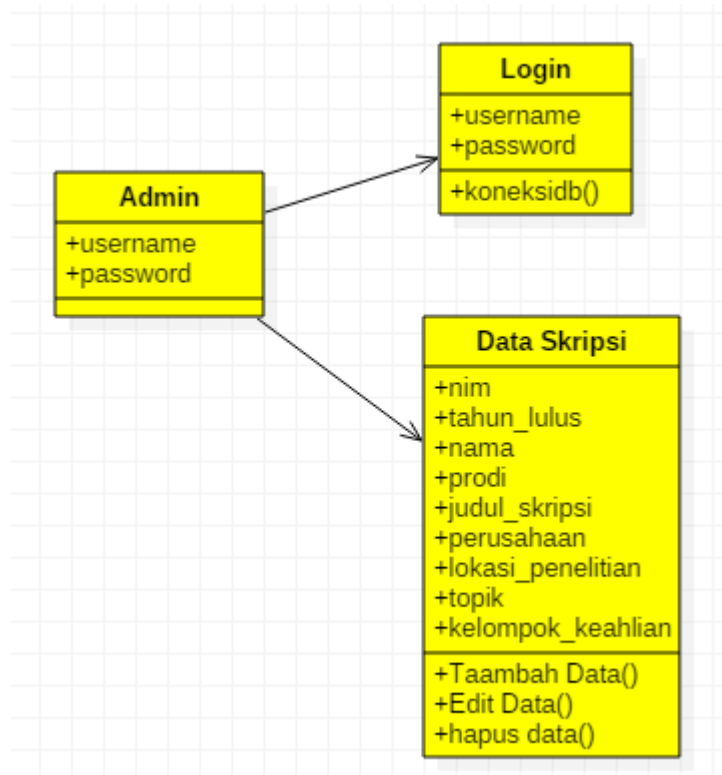 Login
+username
+password
+koneksidb()
Admin
+username
+password
Data Skripsi
+nim
+tahun_lulus
+nama
+prodi
+judul_skripsi
+perusahaan
+lokasi_penelitian
+topik
+kelompok_keahlian
+Taambah Data()
+Edit Data()
+hapus data()